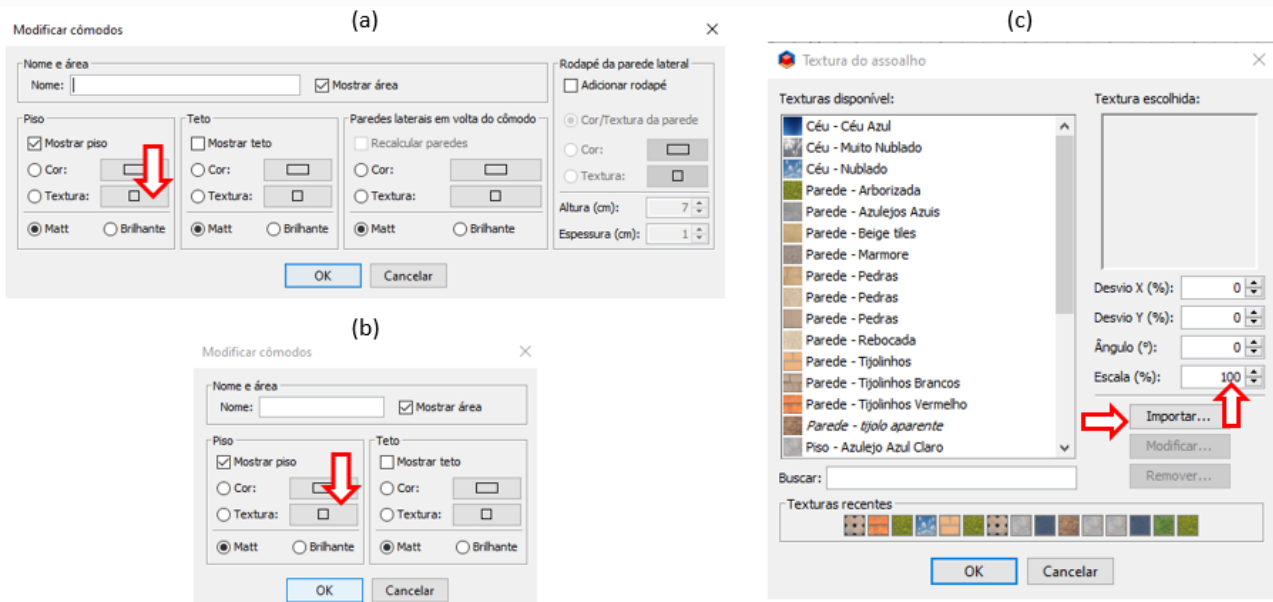 (a)
Modificar cômodos
Nome e área
Nome:
Mostrar área
Piso
Mostrar piso
Cor:
Textura:
Matt Brilhante
Teto
Mostrar teto
Cor:
Textura:
Matt Brilhante
Paredes laterais em volta do cômodo
Recalcular paredes
Cor:
Textura:
Matt Brilhante
Rodapé da parede lateral
Adicionar rodapé
Cor/Textura da parede
Cor:
Textura:
Altura (cm): 7
Espessura (cm): 1
OK Cancelar
(b)
Modificar cômodos
Nome e área
Nome:
Mostrar área
Piso
Mostrar piso
Cor:
Textura:
Matt Brilhante
Teto
Mostrar teto
Cor:
Textura:
Matt Brilhante
OK Cancelar
(c)
Textura do assoalho
Texturas disponível:
Céu - Céu Azul
Céu - Muito Nublado
Céu - Nublado
Parede - Arborizada
Parede - Azulejos Azuis
Parede - Beige tiles
Parede - Marmore
Parede - Pedras
Parede - Pedras
Parede - Pedras
Parede - Rebocada
Parede - Tijolinhos
Parede - Tijolinhos Brancos
Parede - Tijolinhos Vermelho
Parede - tijolo aparente
Piso - Azulejo Azul Claro
Buscar:
Textura escolhida:
Desvio X (%): 0
Desvio Y (%): 0
Ângulo (º): 0
Escala (%): 100
Importar...
Modificar...
Remover...
Texturas recentes
OK Cancelar